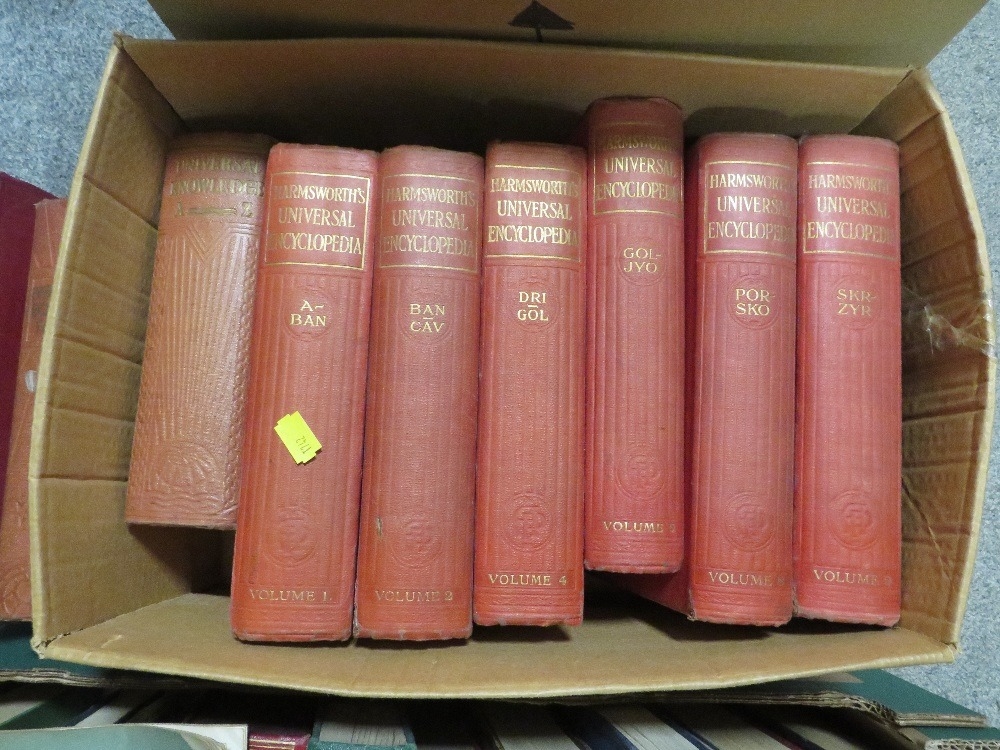 UNIVERSAL
KNOWLEDGE
A Z
HARMSWORTH'S
UNIVERSAL
ENCYCLOPEDIA
A–
BAN
VOLUME 1.
HARMSWORTH'S
UNIVERSAL
ENCYCLOPEDIA
BAN
–
CAV
VOLUME 2
HARMSWORTH'S
UNIVERSAL
ENCYCLOPEDIA
DRI
–
GOL
VOLUME 4
HARMSWORTH'S
UNIVERSAL
ENCYCLOPEDIA
GOL-
JYO
VOLUME
HARMSWORTH'S
UNIVERSAL
ENCYCLOPEDIA
POR-
SKO
VOLUME 8
HARMSWORTH'S
UNIVERSAL
ENCYCLOPEDIA
SKR-
ZYR
VOLUME 9